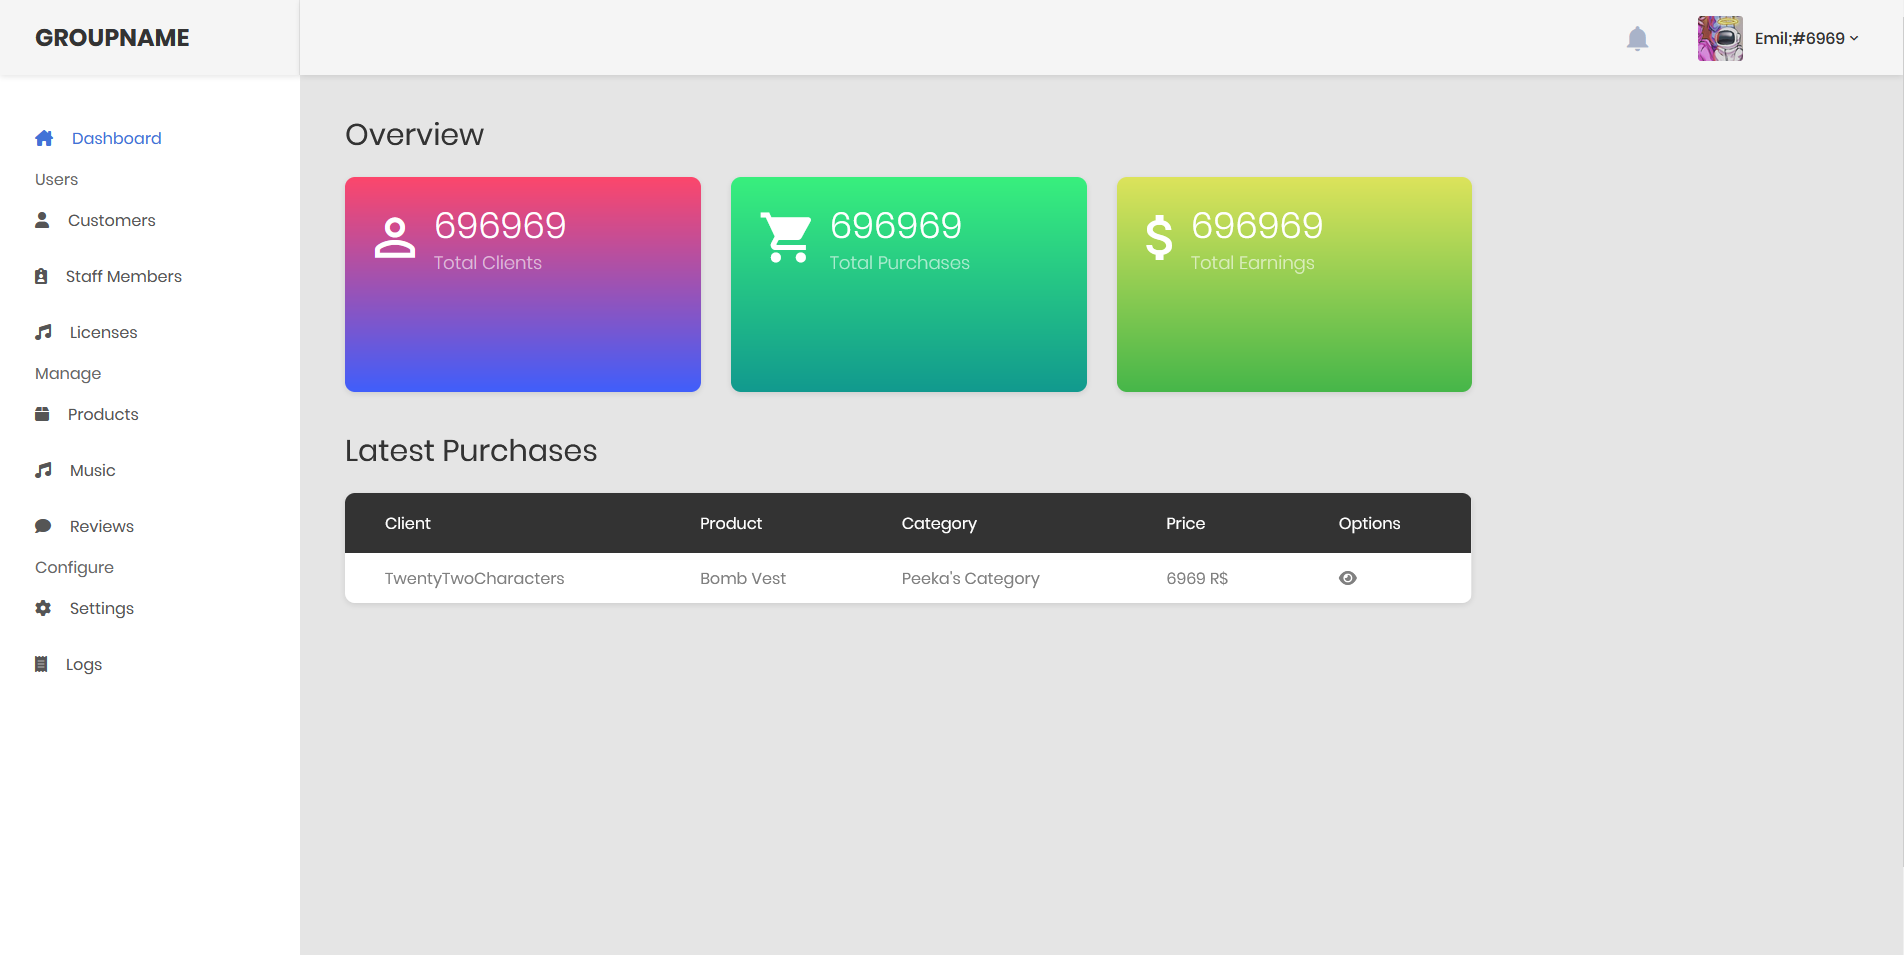 GROUPNAME
Emil;#6969
Dashboard
Users
Customers
Staff Members
Licenses
Manage
Products
Music
Reviews
Configure
Settings
Logs
Overview
696969
Total Clients
696969
Total Purchases
$ 696969
Total Earnings
Latest Purchases
Client Product Category Price Options
TwentyTwoCharacters Bomb Vest Peeka's Category 6969 R$